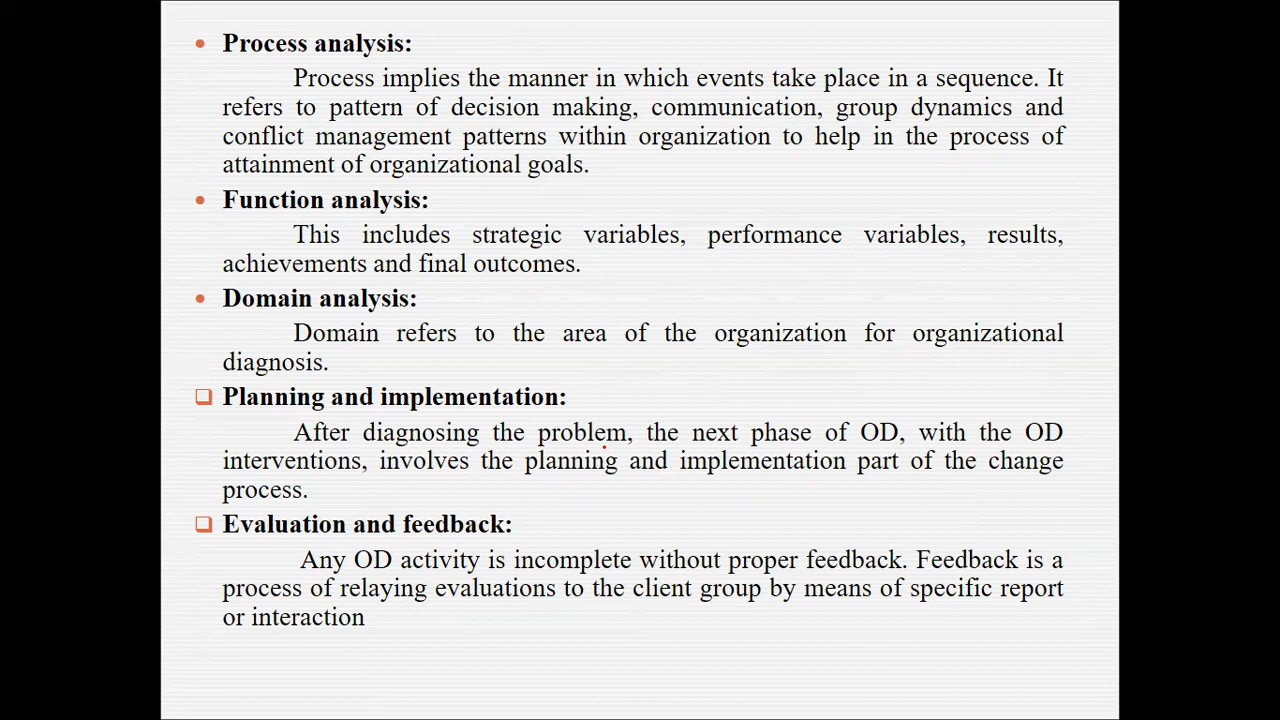 Process analysis:
Process implies the manner in which events take place in a sequence. It
refers to pattern of decision making, communication, group dynamics and
conflict management patterns within organization to help in the process of
attainment of organizational goals.
Function analysis:
This includes strategic variables, performance variables, results,
achievements and final outcomes.
Domain analysis:
Domain refers to the area of the organization for organizational
diagnosis.
Planning and implementation:
After diagnosing the problem, the next phase of OD, with the OD
interventions, involves the planning and implementation part of the change
process.
Evaluation and feedback:
Any OD activity is incomplete without proper feedback. Feedback is a
process of relaying evaluations to the client group by means of specific report
or interaction